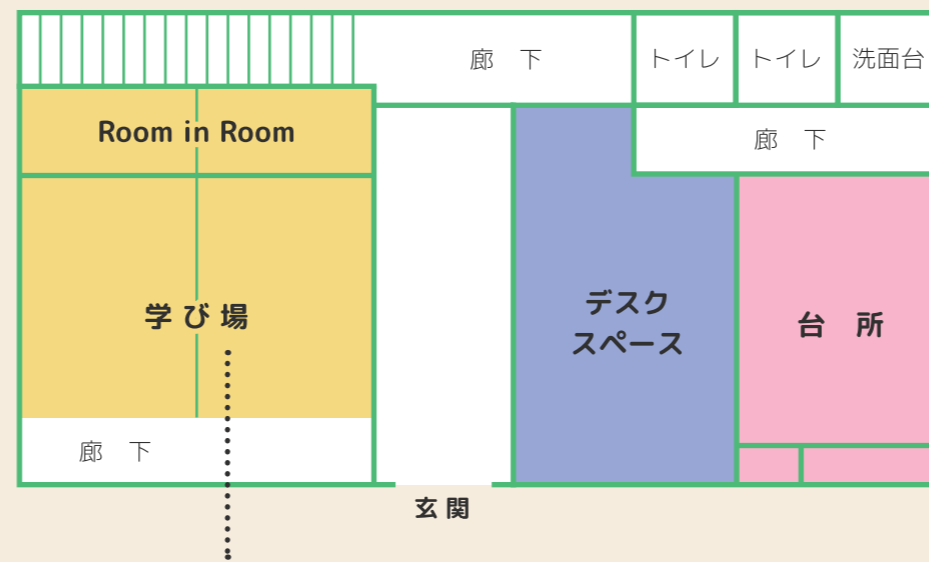 廊　下
トイレ
トイレ
洗面台
Room in Room
廊　下
学び場
デスク
スペース
台　所
廊　下
玄関